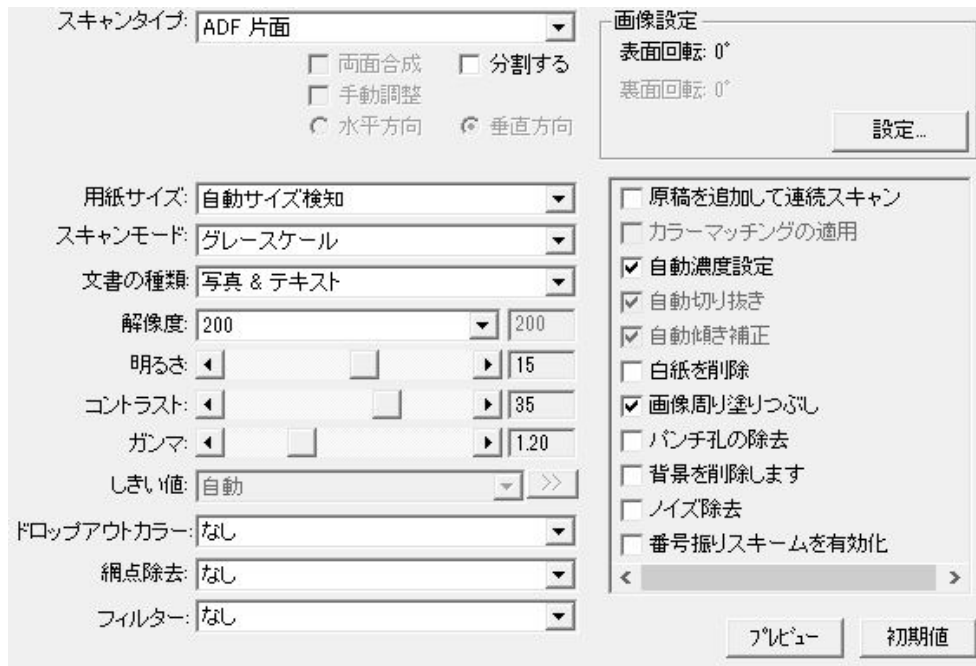 スキャンタイプ: ADF 片面
両面合成 分割する
手動調整
水平方向 垂直方向
画像設定
表面回転: 0°
裏面回転: 0°
設定...
用紙サイズ: 自動サイズ検知
スキャンモード: グレースケール
文書の種類: 写真 & テキスト
解像度: 200 200
明るさ: 15
コントラスト: 35
ガンマ: 1.20
しきい値: 自動 >>
ドロップアウトカラー: なし
網点除去: なし
フィルター: なし
原稿を追加して連続スキャン
カラーマッチングの適用
自動濃度設定
自動切り抜き
自動傾き補正
白紙を削除
画像周り塗りつぶし
パンチ孔の除去
背景を削除します
ノイズ除去
番号振りスキームを有効化
プレビュー 初期値